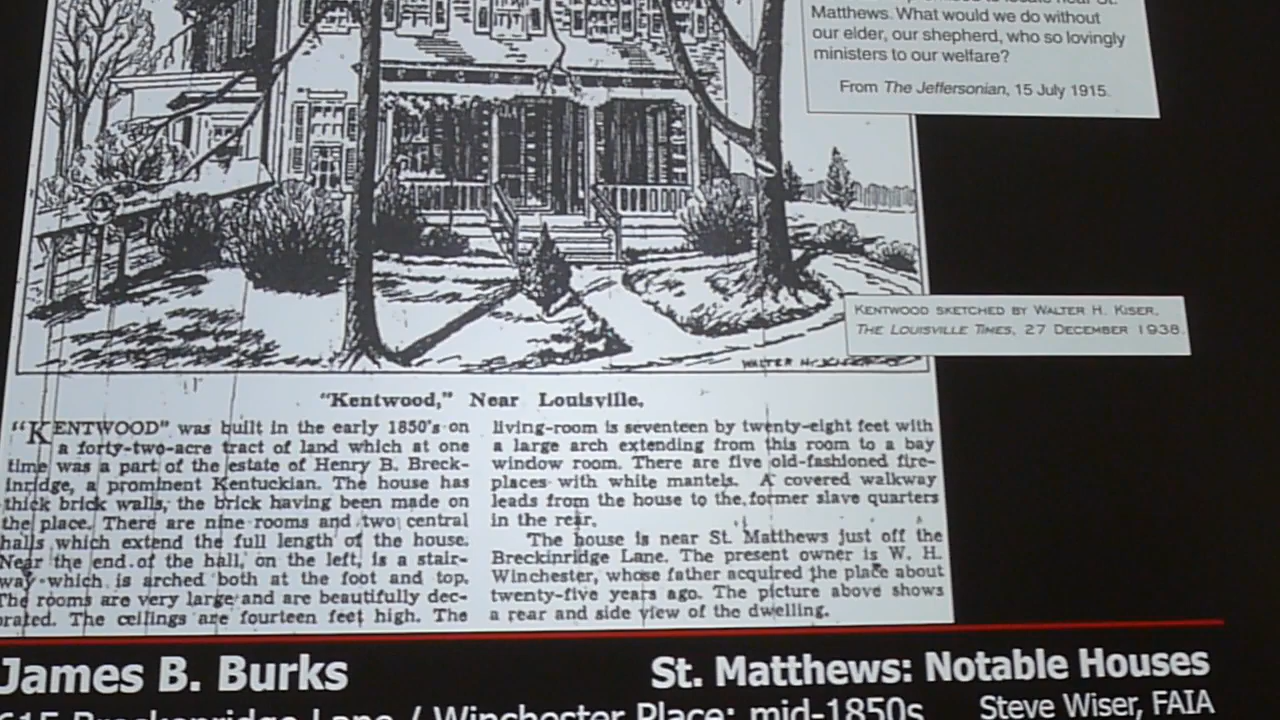 Matthews. What would we do without
our elder, our shepherd, who so lovingly
ministers to our welfare?
From The Jeffersonian, 15 July 1915.
KENTWOOD SKETCHED BY WALTER H. KISER,
THE LOUISVILLE TIMES, 27 DECEMBER 1938.
WALTER H. KISER
"Kentwood," Near Louisville.
"KENTWOOD" was built in the early 1850's on
a forty-two-acre tract of land which at one
time was a part of the estate of Henry B. Breck-
inridge, a prominent Kentuckian. The house has
thick brick walls, the brick having been made on
the place. There are nine rooms and two central
halls which extend the full length of the house.
Near the end of the hall, on the left, is a stair-
way which is arched both at the foot and top.
The rooms are very large and are beautifully dec-
orated. The ceilings are fourteen feet high. The
living-room is seventeen by twenty-eight feet with
a large arch extending from this room to a bay
window room. There are five old-fashioned fire-
places with white mantels. A covered walkway
leads from the house to the former slave quarters
in the rear.
The house is near St. Matthews just off the
Breckinridge Lane. The present owner is W. H.
Winchester, whose father acquired the place about
twenty-five years ago. The picture above shows
a rear and side view of the dwelling.
James B. Burks
St. Matthews: Notable Houses
615 Breckenridge Lane / Winchester Place: mid-1850s
Steve Wiser, FAIA